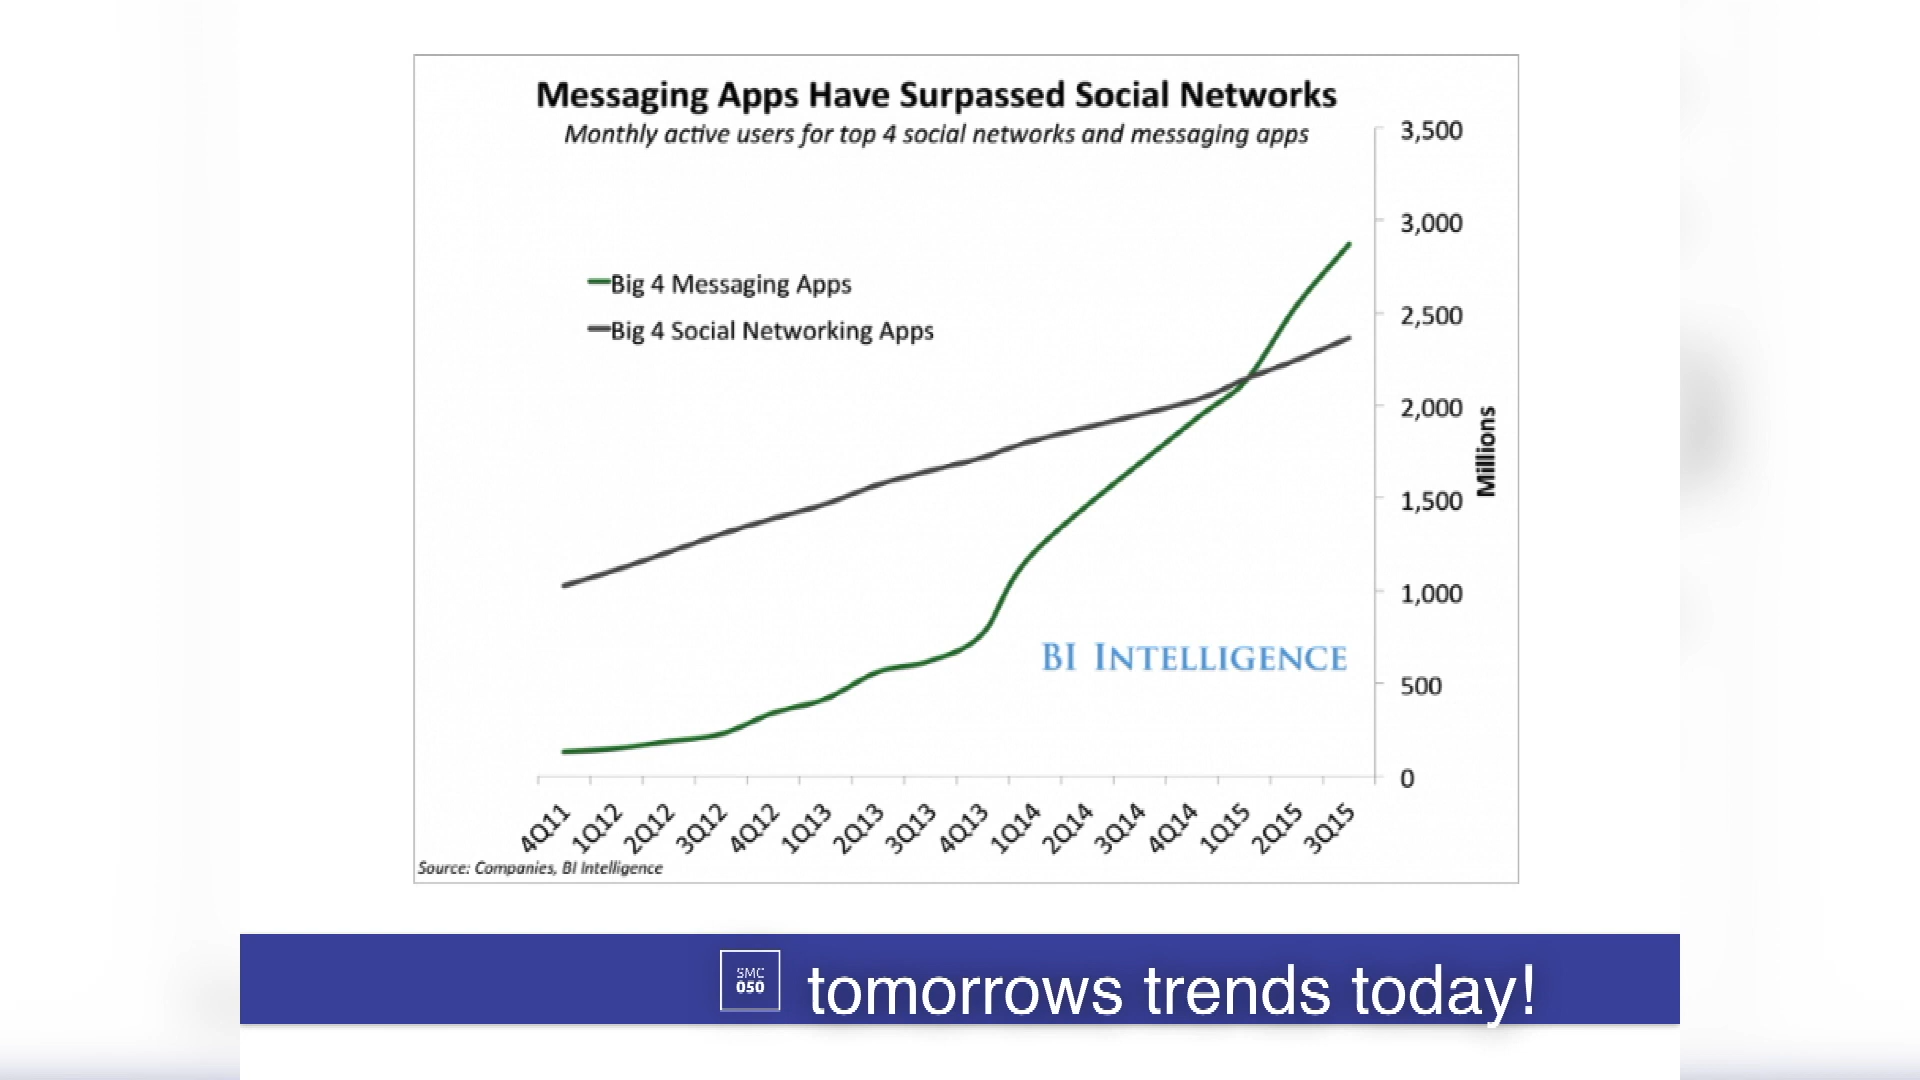 Messaging Apps Have Surpassed Social Networks
Monthly active users for top 4 social networks and messaging apps
3,500
3,000
Big 4 Messaging Apps
2,500
Big 4 Social Networking Apps
2,000
Millions
1,500
1,000
BI INTELLIGENCE
500
0
4Q11 1Q12 2Q12 3Q12 4Q12 1Q13 2Q13 3Q13 4Q13 1Q14 2Q14 3Q14 4Q14 1Q15 2Q15 3Q15
Source: Companies, BI Intelligence
SMC
050
tomorrows trends today!